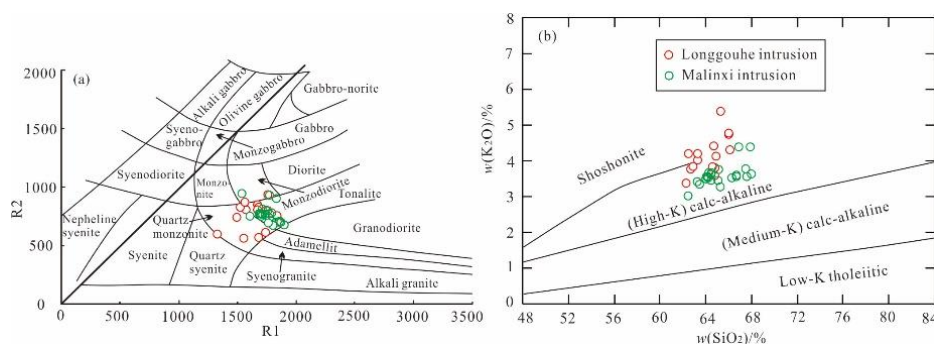 (a)
2000
1500
1000
500
0
R2
0
500
1000
1500
2000
2500
3000
3500
R1
Alkali gabbro
Olivine gabbro
Gabbro-norite
Syeno-
gabbro
Gabbro
Monzogabbro
Syenodiorite
Monzo
nite
Diorite
Monzodiorite
Tonalite
Nepheline
syenite
Quartz
monzonite
Granodiorite
Syenite
Quartz
syenite
Adamellit
Syenogranite
Alkali granite
(b)
8
7
6
5
4
3
2
1
0
w(K2O)/%
48
52
56
60
64
68
72
76
80
84
w(SiO2)/%
Longgouhe intrusion
Malinxi intrusion
Shoshonite
(High-K) calc-alkaline
(Medium-K) calc-alkaline
Low-K tholeiitic